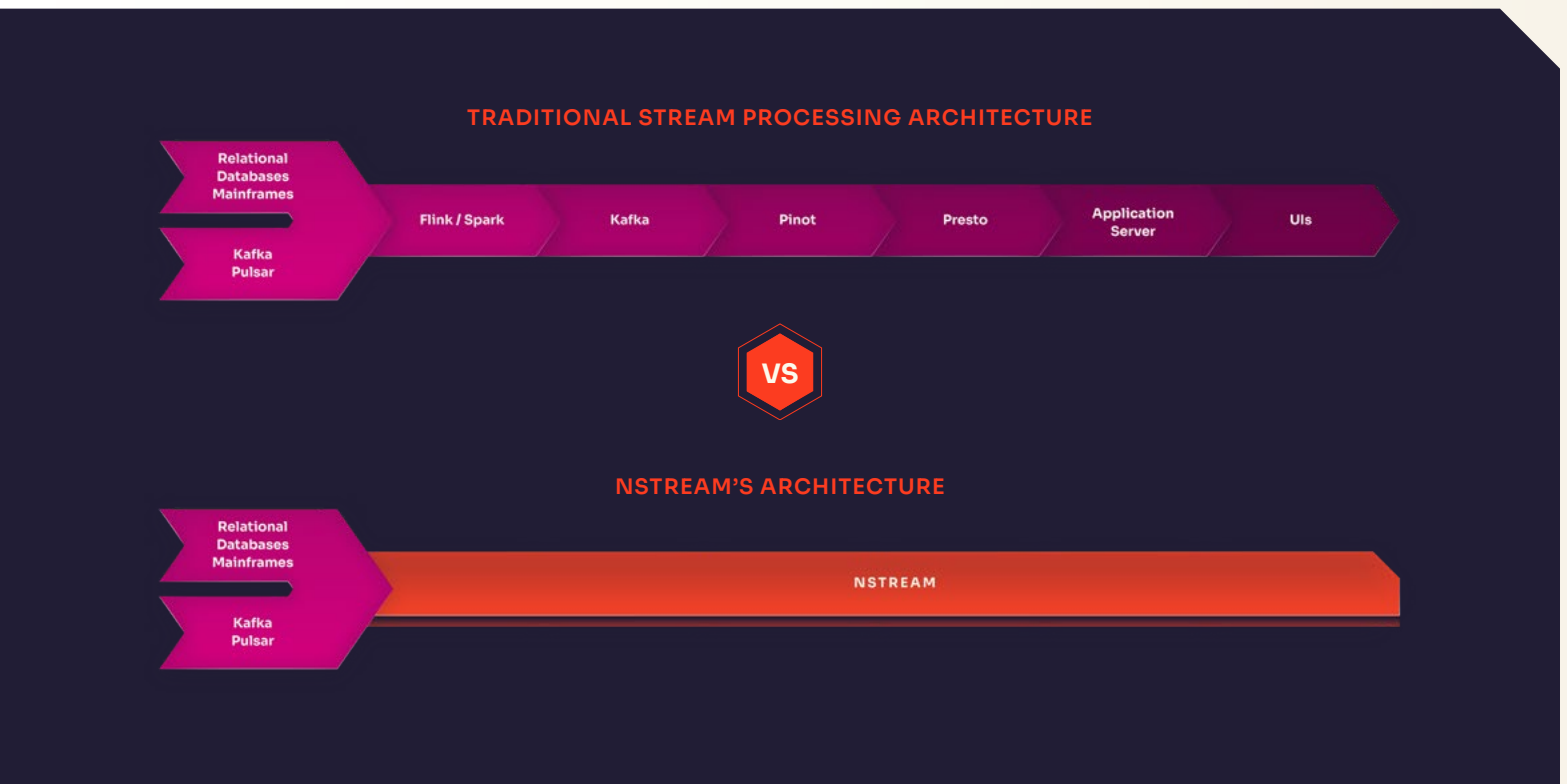 TRADITIONAL STREAM PROCESSING ARCHITECTURE
Relational
Databases
Mainframes
Kafka
Pulsar
Flink / Spark
Kafka
Pinot
Presto
Application
Server
UIs
VS
NSTREAM’S ARCHITECTURE
Relational
Databases
Mainframes
Kafka
Pulsar
NSTREAM